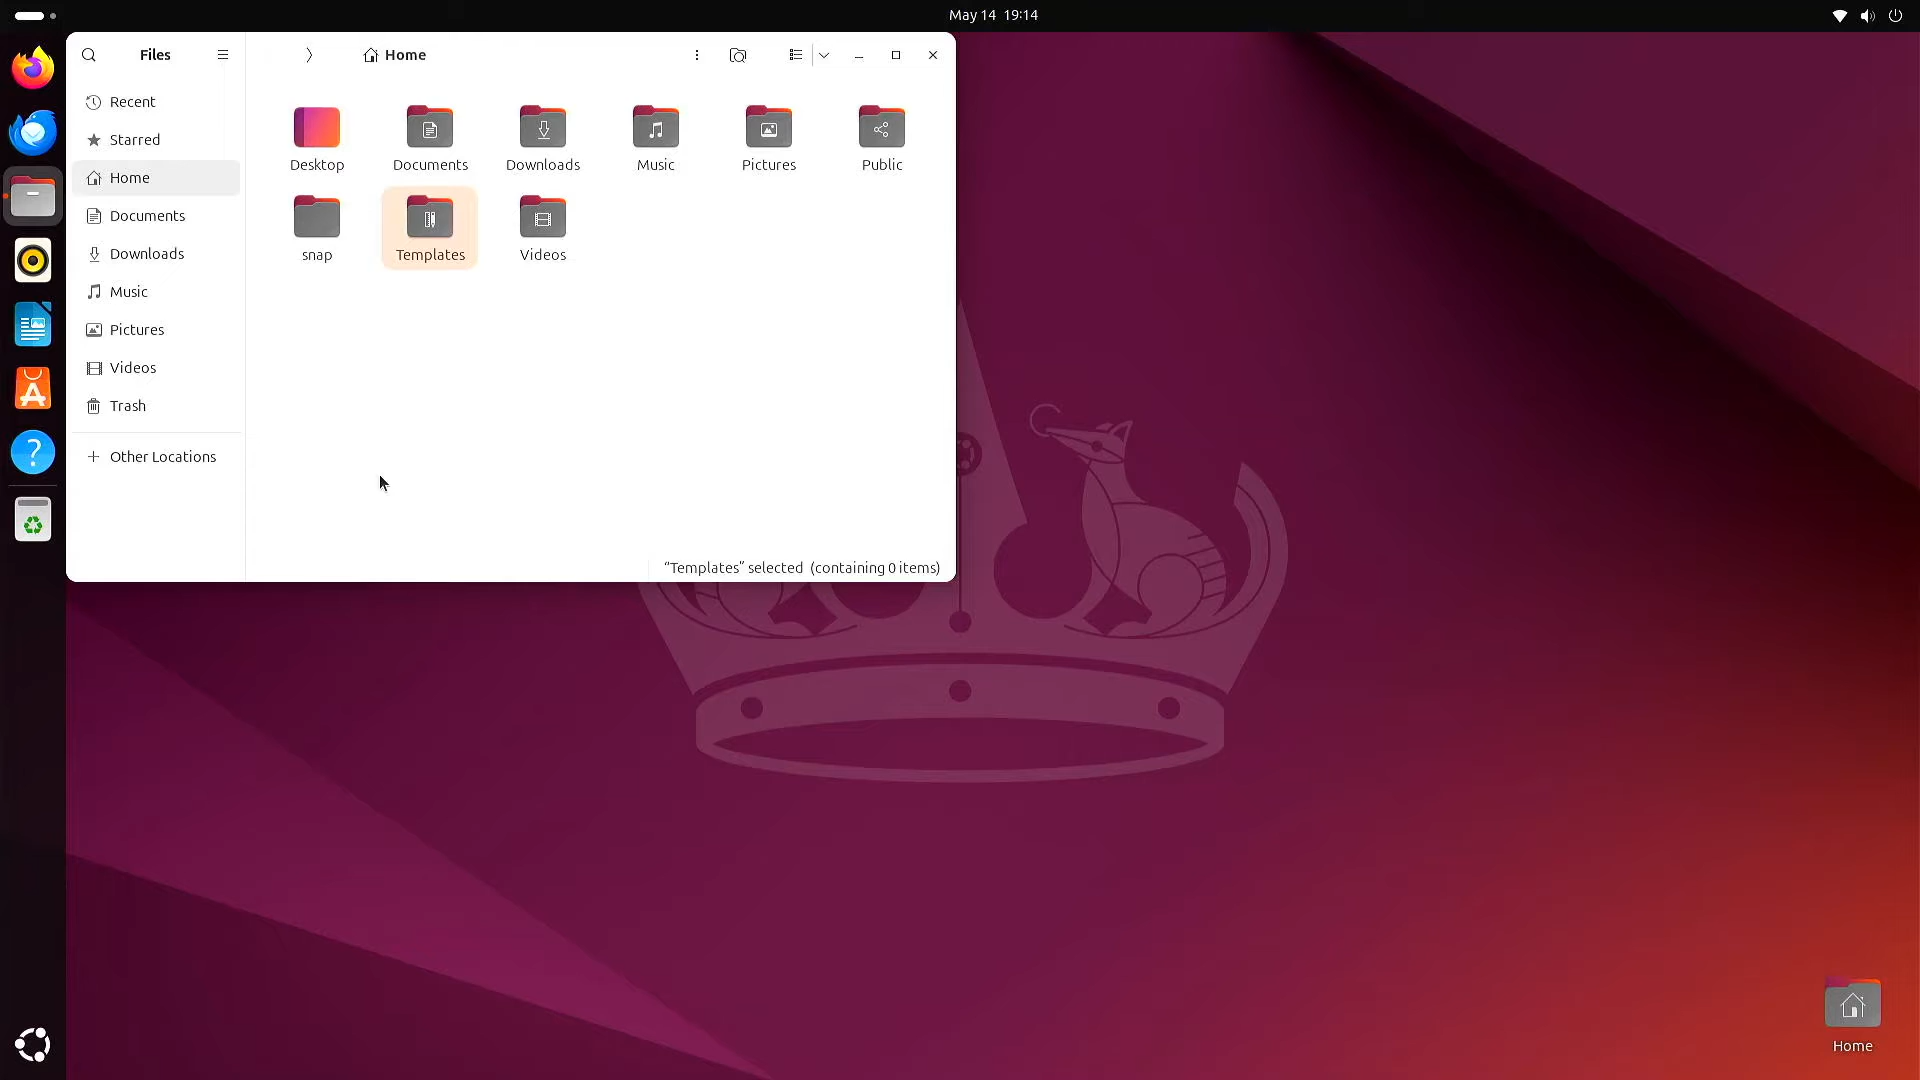 May 14 19:14
Files
Home
Recent
Starred
Home
Documents
Downloads
Music
Pictures
Videos
Trash
Other Locations
Desktop
Documents
Downloads
Music
Pictures
Public
snap
Templates
Videos
“Templates” selected (containing 0 items)
Home